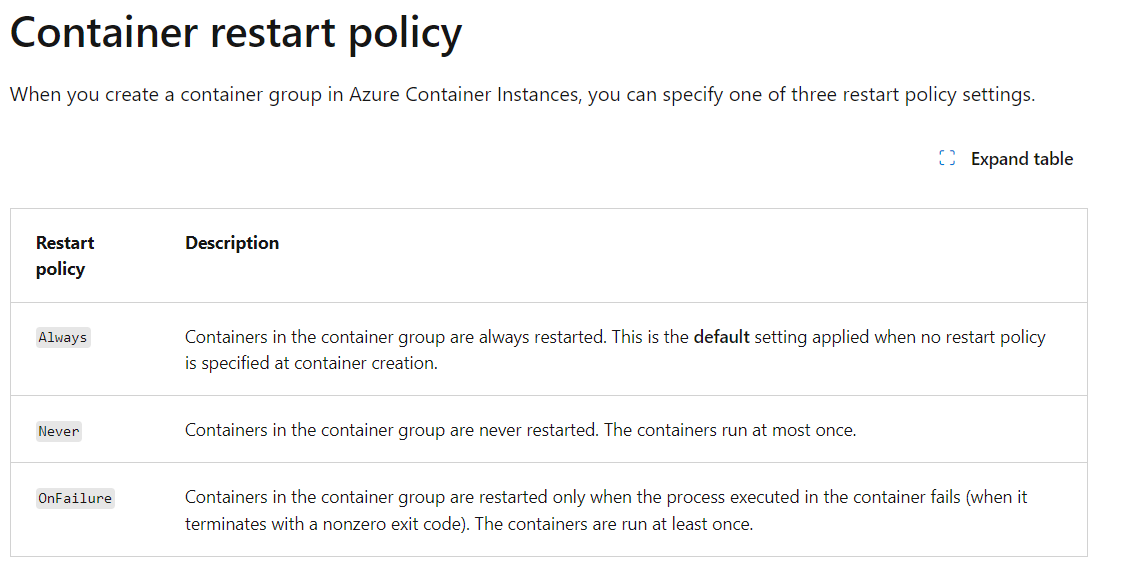 Container restart policy
When you create a container group in Azure Container Instances, you can specify one of three restart policy settings.
Expand table
Restart
policy
Description
Always
Containers in the container group are always restarted. This is the default setting applied when no restart policy
is specified at container creation.
Never
Containers in the container group are never restarted. The containers run at most once.
OnFailure
Containers in the container group are restarted only when the process executed in the container fails (when it
terminates with a nonzero exit code). The containers are run at least once.